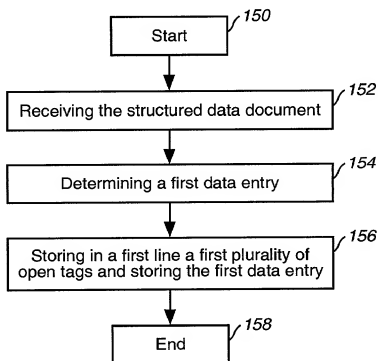 150
Start
152
Receiving the structured data document
154
Determining a first data entry
156
Storing in a first line a first plurality of
open tags and storing the first data entry
158
End